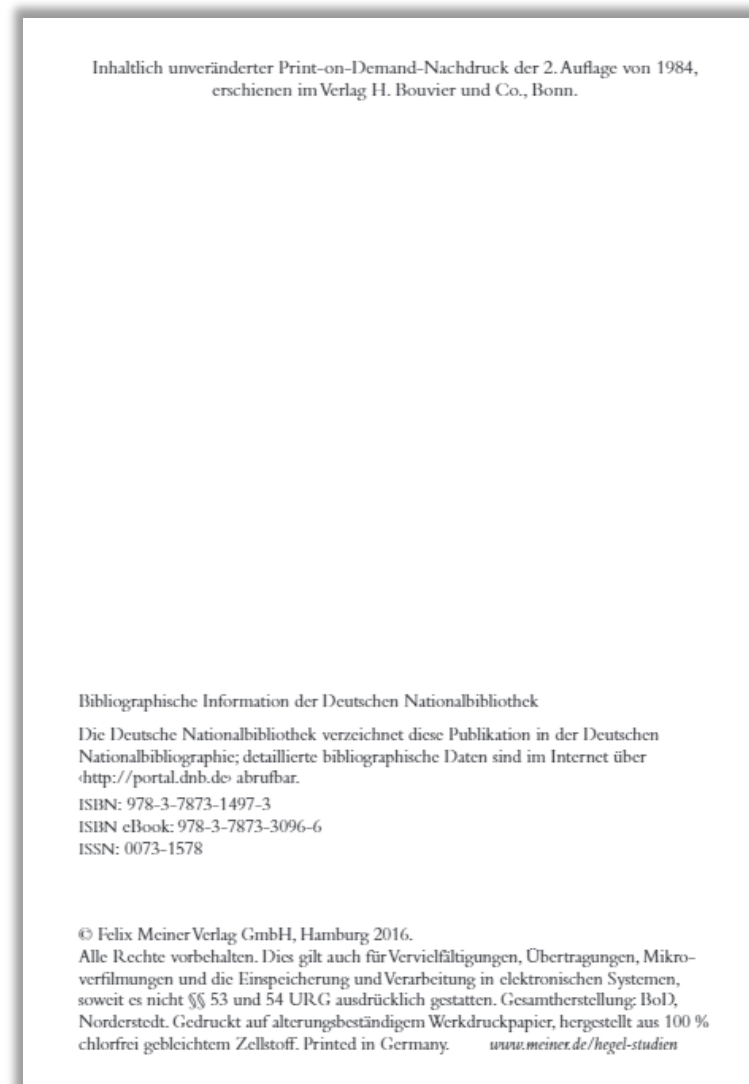 Inhaltlich unveränderter Print-on-Demand-Nachdruck der 2. Auflage von 1984,
erschienen im Verlag H. Bouvier und Co., Bonn.
Bibliographische Information der Deutschen Nationalbibliothek
Die Deutsche Nationalbibliothek verzeichnet diese Publikation in der Deutschen
Nationalbibliographie; detaillierte bibliographische Daten sind im Internet über
‹http://portal.dnb.de› abrufbar.
ISBN: 978-3-7873-1497-3
ISBN eBook: 978-3-7873-3096-6
ISSN: 0073-1578
© Felix Meiner Verlag GmbH, Hamburg 2016.
Alle Rechte vorbehalten. Dies gilt auch für Vervielfältigungen, Übertragungen, Mikro-
verfilmungen und die Einspeicherung und Verarbeitung in elektronischen Systemen,
soweit es nicht §§ 53 und 54 URG ausdrücklich gestatten. Gesamtherstellung: BoD,
Norderstedt. Gedruckt auf alterungsbeständigem Werkdruckpapier, hergestellt aus 100 %
chlorfrei gebleichtem Zellstoff. Printed in Germany. www.meiner.de/hegel-studien